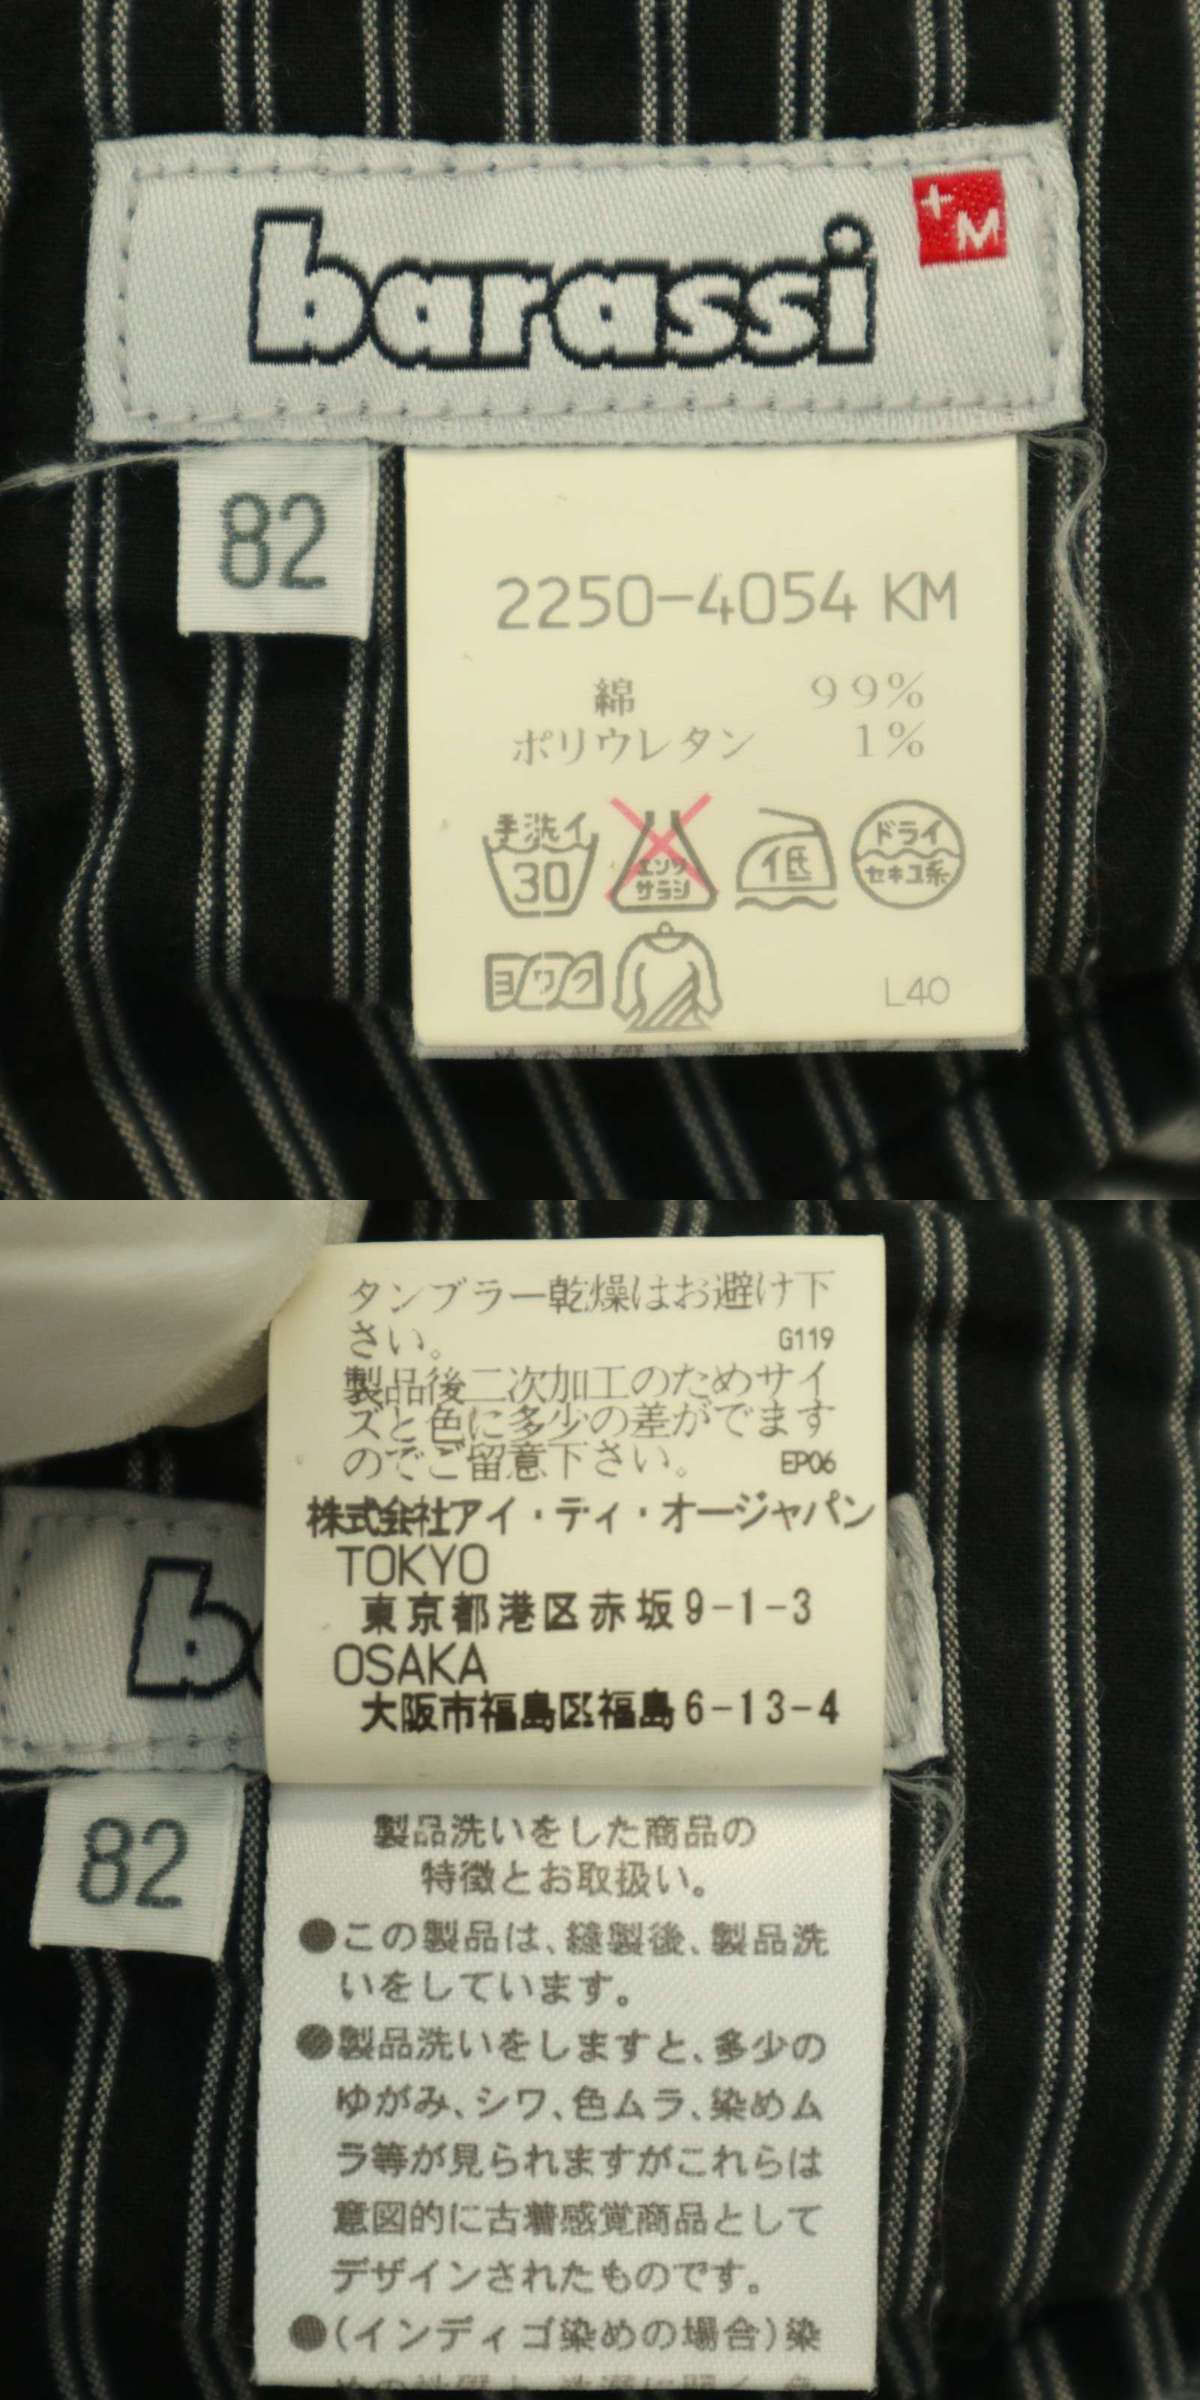 barassi
+M
82
2250-4054 KM
綿 99%
ポリウレタン 1%
手洗イ
30
エンソ
サラシ
低
ドライ
セキユ系
ヨワク
L40
タンブラー乾燥はお避け下
さい。 G119
製品後二次加工のためサイ
ズと色に多少の差がでます
のでご留意下さい。 EP06
株式会社アイ・ディ・オージャパン
TOKYO
東京都港区赤坂9-1-3
OSAKA
大阪市福島区福島6-13-4
b
82
製品洗いをした商品の
特徴とお取扱い。
●この製品は、縫製後、製品洗
いをしています。
●製品洗いをしますと、多少の
ゆがみ、シワ、色ムラ、染めム
ラ等が見られますがこれらは
意図的に古着感覚商品として
デザインされたものです。
●(インディゴ染めの場合)染